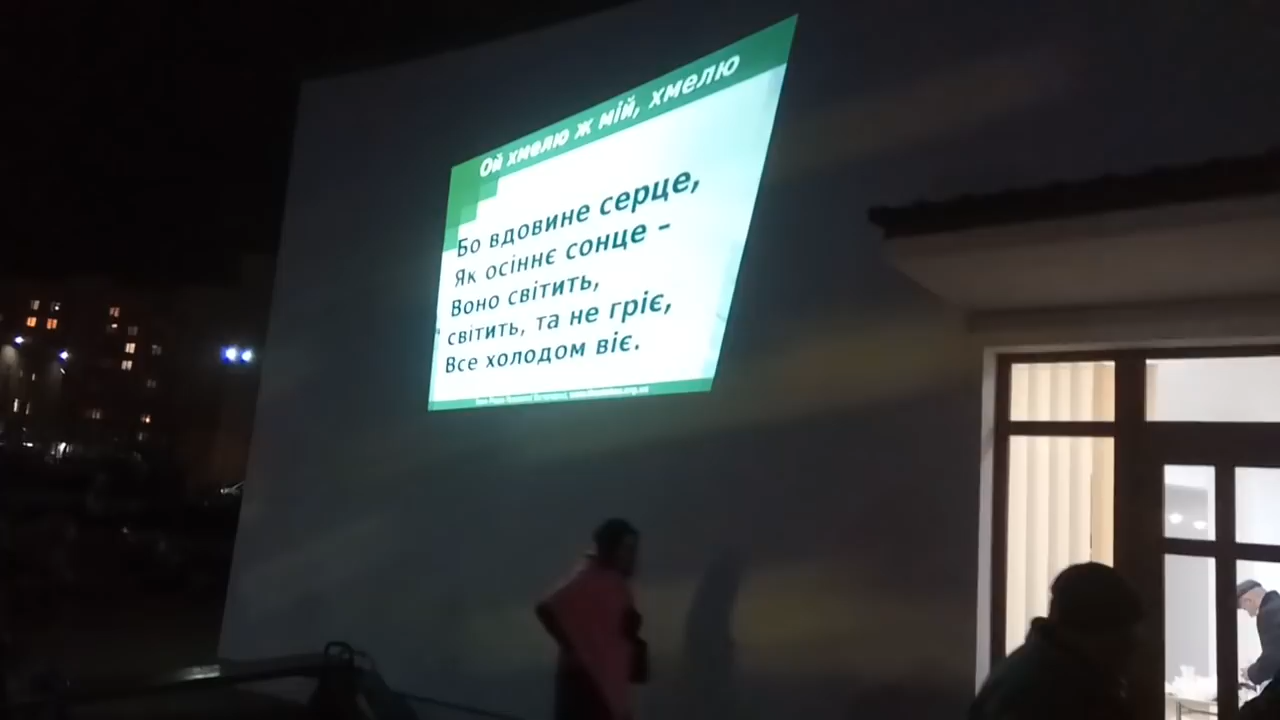 Ой хмелю ж мій, хмелю
Бо вдовине серце,
Як осіннє сонце –
Воно світить,
світить, та не гріє,
Все холодом віє.